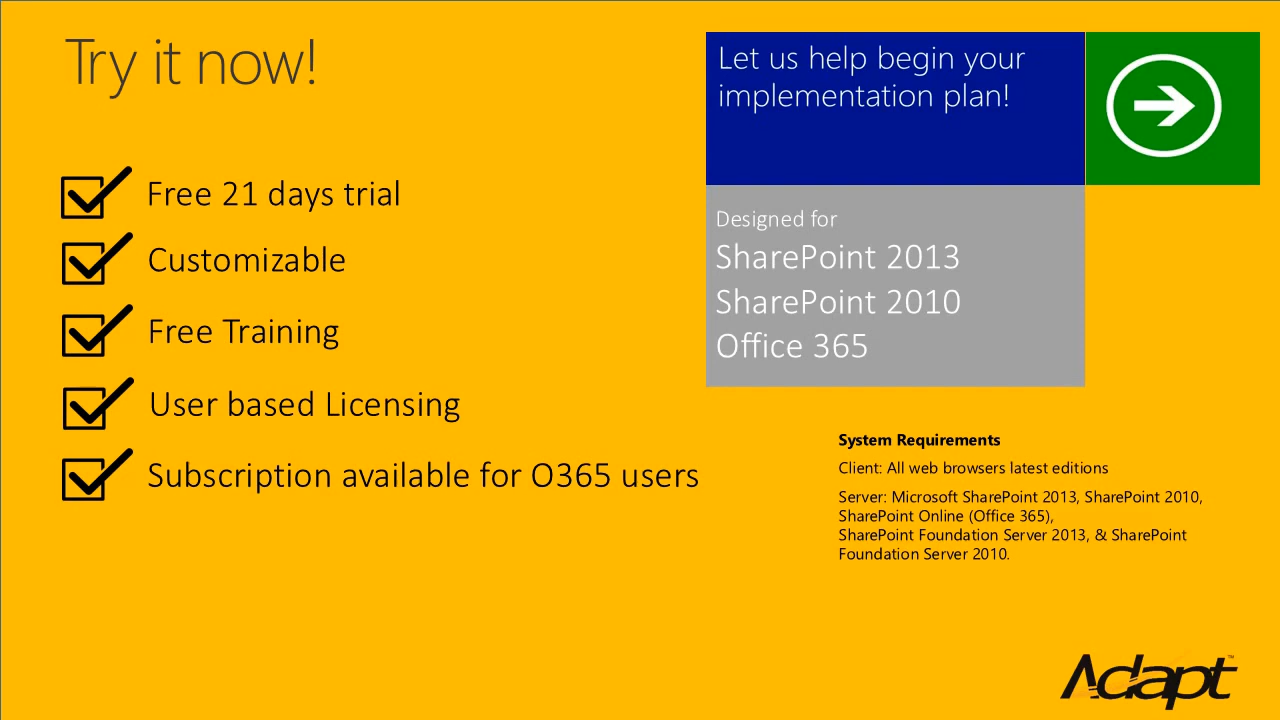 Try it now!
Free 21 days trial
Customizable
Free Training
User based Licensing
Subscription available for O365 users
Let us help begin your
implementation plan!
Designed for
SharePoint 2013
SharePoint 2010
Office 365
System Requirements
Client: All web browsers latest editions
Server: Microsoft SharePoint 2013, SharePoint 2010,
SharePoint Online (Office 365),
SharePoint Foundation Server 2013, & SharePoint
Foundation Server 2010.
Adapt™